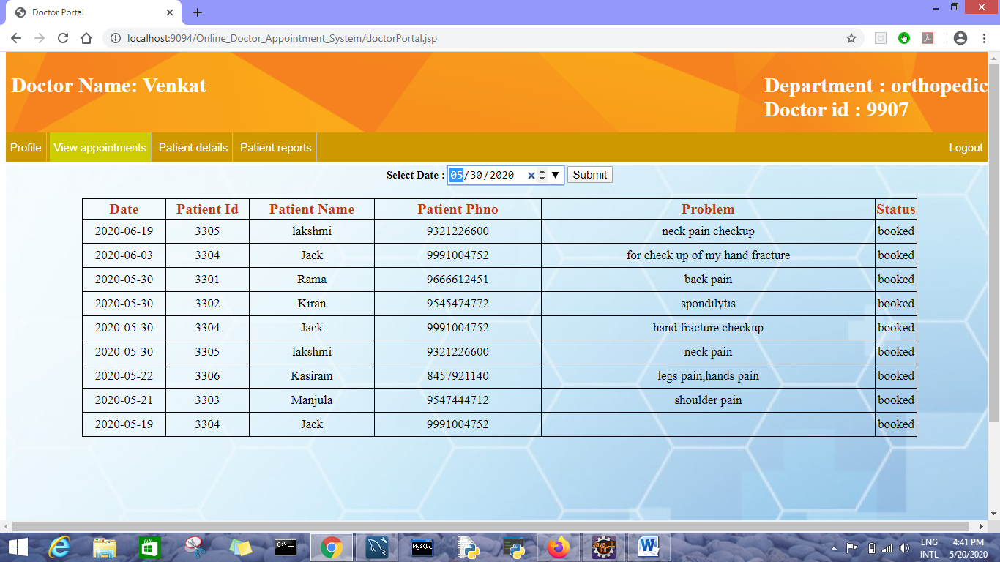 Doctor Portal
localhost:9094/Online_Doctor_Appointment_System/doctorPortal.jsp
Doctor Name: Venkat
Department : orthopedic
Doctor id : 9907
Profile View appointments Patient details Patient reports Logout
Select Date : 05/30/2020 Submit
Date Patient Id Patient Name Patient Phno Problem Status
2020-06-19 3305 lakshmi 9321226600 neck pain checkup booked
2020-06-03 3304 Jack 9991004752 for check up of my hand fracture booked
2020-05-30 3301 Rama 9666612451 back pain booked
2020-05-30 3302 Kiran 9545474772 spondilytis booked
2020-05-30 3304 Jack 9991004752 hand fracture checkup booked
2020-05-30 3305 lakshmi 9321226600 neck pain booked
2020-05-22 3306 Kasiram 8457921140 legs pain,hands pain booked
2020-05-21 3303 Manjula 9547444712 shoulder pain booked
2020-05-19 3304 Jack 9991004752 booked
C:\ MySQL Java EE IDE W
ENG 4:41 PM
INTL 5/20/2020